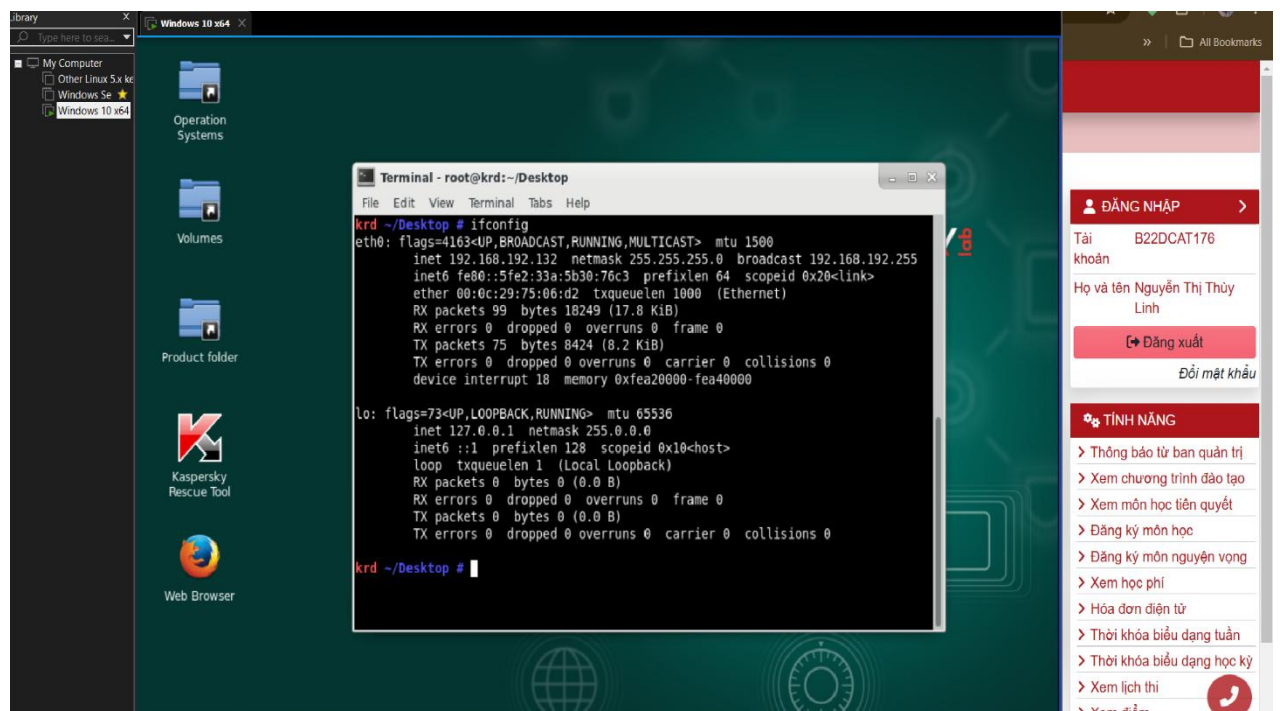 Library X
Type here to sea...
My Computer
Other Linux 5.x ke
Windows Se
Windows 10 x64
Windows 10 x64
Operation
Systems
Volumes
Product folder
Kaspersky
Rescue Tool
Web Browser
lab
Terminal - root@krd:~/Desktop
File Edit View Terminal Tabs Help
krd ~/Desktop # ifconfig
eth0: flags=4163<UP,BROADCAST,RUNNING,MULTICAST> mtu 1500
inet 192.168.192.132 netmask 255.255.255.0 broadcast 192.168.192.255
inet6 fe80::5fe2:33a:5b30:76c3 prefixlen 64 scopeid 0x20<link>
ether 00:0c:29:75:06:d2 txqueuelen 1000 (Ethernet)
RX packets 99 bytes 18249 (17.8 KiB)
RX errors 0 dropped 0 overruns 0 frame 0
TX packets 75 bytes 8424 (8.2 KiB)
TX errors 0 dropped 0 overruns 0 carrier 0 collisions 0
device interrupt 18 memory 0xfea20000-fea40000
lo: flags=73<UP,LOOPBACK,RUNNING> mtu 65536
inet 127.0.0.1 netmask 255.0.0.0
inet6 ::1 prefixlen 128 scopeid 0x10<host>
loop txqueuelen 1 (Local Loopback)
RX packets 0 bytes 0 (0.0 B)
RX errors 0 dropped 0 overruns 0 frame 0
TX packets 0 bytes 0 (0.0 B)
TX errors 0 dropped 0 overruns 0 carrier 0 collisions 0
krd ~/Desktop #
» All Bookmarks
ĐĂNG NHẬP
Tài B22DCAT176
khoản
Họ và tên Nguyễn Thị Thùy
Linh
Đăng xuất
Đổi mật khẩu
TÍNH NĂNG
Thông báo từ ban quản trị
Xem chương trình đào tạo
Xem môn học tiên quyết
Đăng ký môn học
Đăng ký môn nguyện vọng
Xem học phí
Hóa đơn điện tử
Thời khóa biểu dạng tuần
Thời khóa biểu dạng học kỳ
Xem lịch thi
Xem điểm